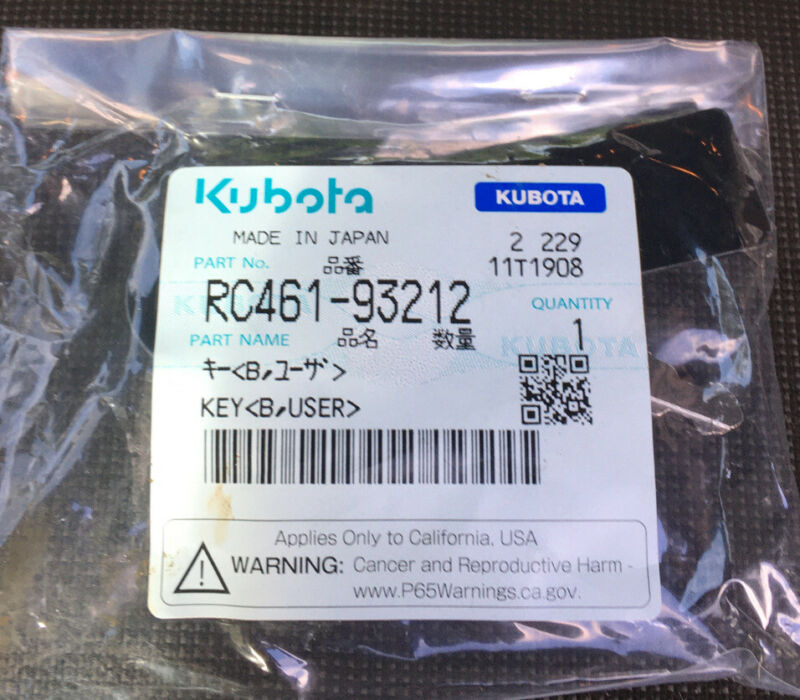 Kubota
KUBOTA
MADE IN JAPAN
2 229
PART No. 品番
11T1908
RC461-93212
QUANTITY
PART NAME 品名 数量 1
KUBOTA
キー<B,ユーザ>
KEY<B,USER>
Applies Only to California, USA
WARNING: Cancer and Reproductive Harm -
www.P65Warnings.ca.gov.